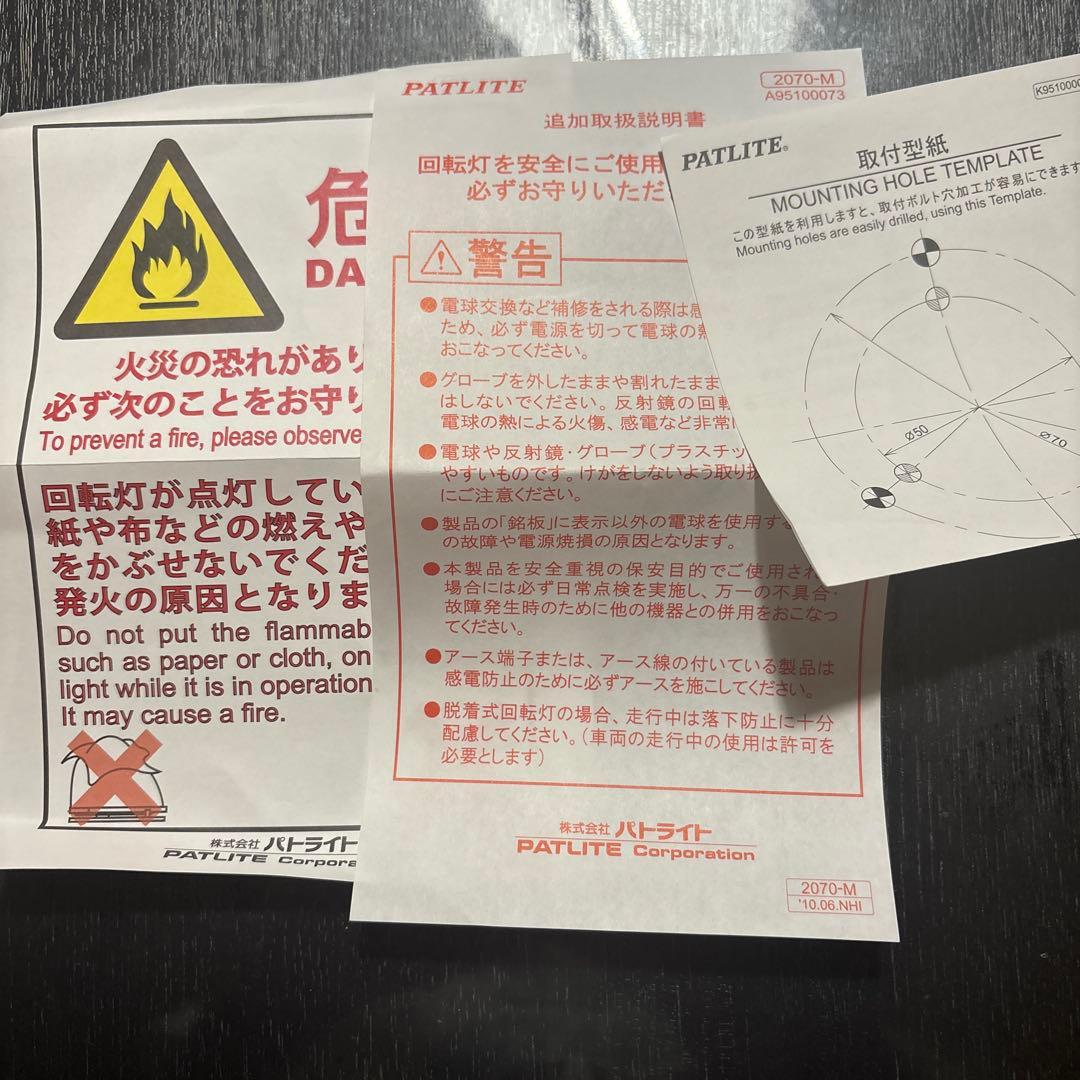 危
DA
火災の恐れがあり
必ず次のことをお守り
To prevent a fire, please observe
回転灯が点灯してい
紙や布などの燃えや
をかぶせないでくだ
発火の原因となりま
Do not put the flammab
such as paper or cloth, on
light while it is in operation
It may cause a fire.
株式会社 パトライト
PATLITE Corpora
PATLITE
2070-M
A95100073
追加取扱説明書
回転灯を安全にご使用
必ずお守りいただ
警告
●電球交換など補修をされる際は
ため、必ず電源を切って電球の熱
おこなってください。
●グローブを外したままや割れたまま
はしないでください。反射鏡の回転
電球の熱による火傷、感電など非常に
●電球や反射鏡・グローブ(プラスチッ
やすいものです。けがをしないよう取り扱
にご注意ください。
●製品の「銘板」に表示以外の電球を使用する
の故障や電源焼損の原因となります。
●本製品を安全重視の保安目的でご使用され
場合には必ず日常点検を実施し、万一の不具合・
故障発生時のために他の機器との併用をおこなっ
てください。
●アース端子または、アース線の付いている製品は
感電防止のために必ずアースを施こしてください。
●脱着式回転灯の場合、走行中は落下防止に十分
配慮してください。(車両の走行中の使用は許可を
必要とします)
株式会社 パトライト
PATLITE Corporation
2070-M
'10.06.NHI
K9510000
PATLITE®
取付型紙
MOUNTING HOLE TEMPLATE
この型紙を利用しますと、取付ボルト穴加工が容易にできます
Mounting holes are easily drilled, using this Template.
ø50
ø70